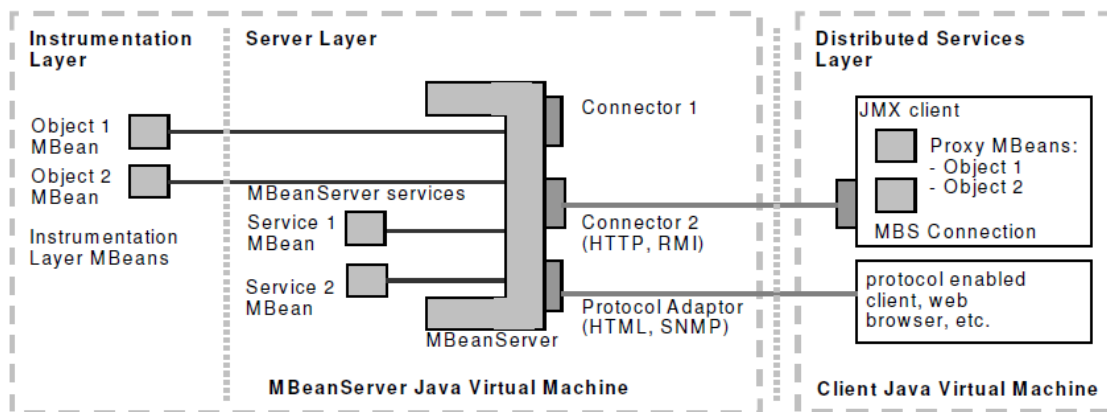 Instrumentation
Layer
Object 1
MBean
Object 2
MBean
Instrumentation
Layer MBeans
Server Layer
MBeanServer services
Service 1
MBean
Service 2
MBean
MBeanServer
Connector 1
Connector 2
(HTTP, RMI)
Protocol Adaptor
(HTML, SNMP)
MBeanServer Java Virtual Machine
Distributed Services
Layer
JMX client
Proxy MBeans:
- Object 1
- Object 2
MBS Connection
protocol enabled
client, web
browser, etc.
Client Java Virtual Machine